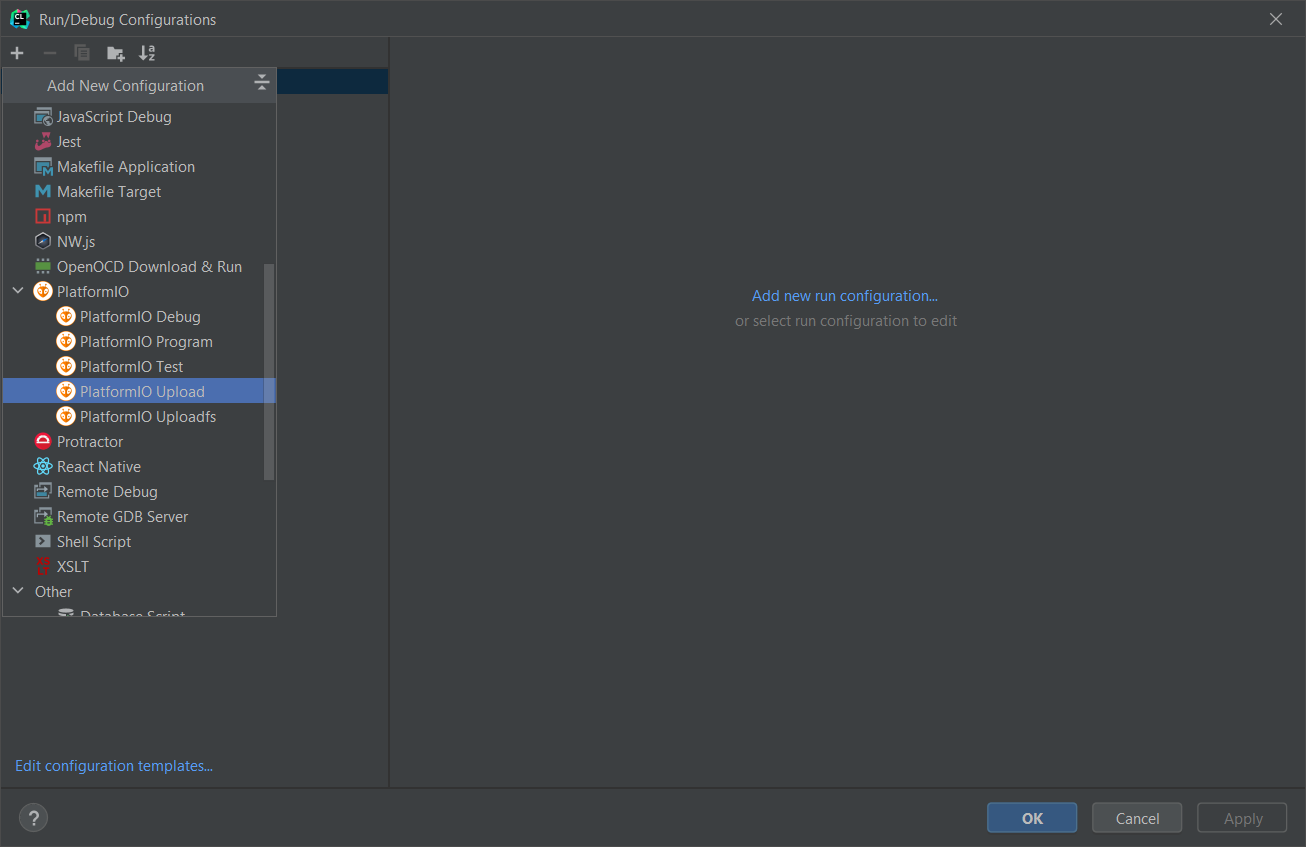 Run/Debug Configurations
Add New Configuration
JavaScript Debug
Jest
Makefile Application
Makefile Target
npm
NW.js
OpenOCD Download & Run
PlatformIO
PlatformIO Debug
PlatformIO Program
PlatformIO Test
PlatformIO Upload
PlatformIO Uploadfs
Protractor
React Native
Remote Debug
Remote GDB Server
Shell Script
XSLT
Other
Database Script
Add new run configuration...
or select run configuration to edit
Edit configuration templates...
?
OK
Cancel
Apply